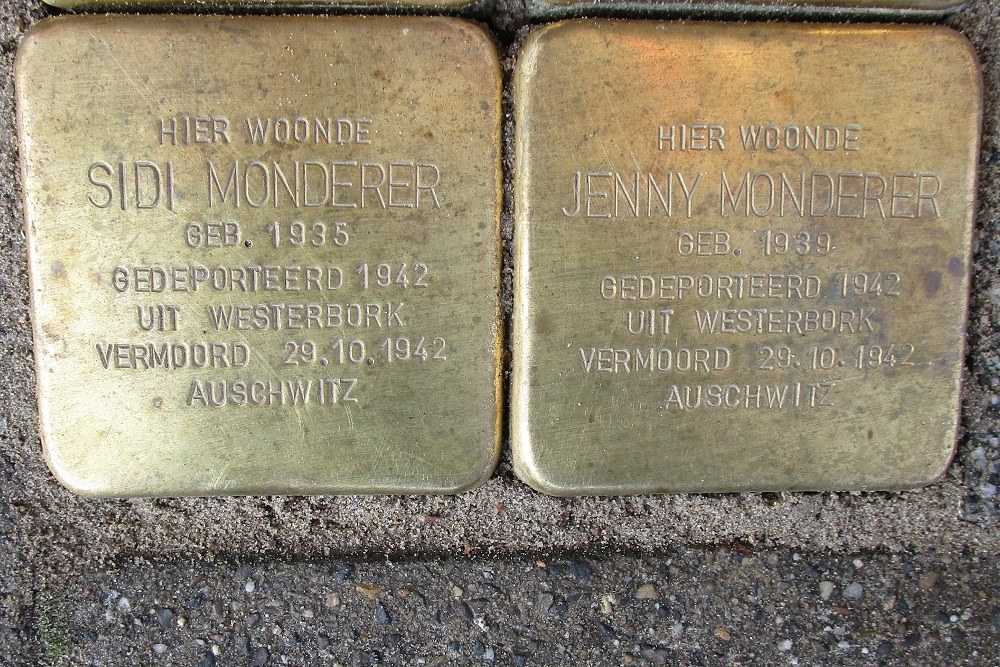 HIER WOONDE
SIDI MONDERER
GEB. 1935
GEDEPORTEERD 1942
UIT WESTERBORK
VERMOORD 29.10.1942
AUSCHWITZ
HIER WOONDE
JENNY MONDERER
GEB. 1939
GEDEPORTEERD 1942
UIT WESTERBORK
VERMOORD 29.10.1942
AUSCHWITZ